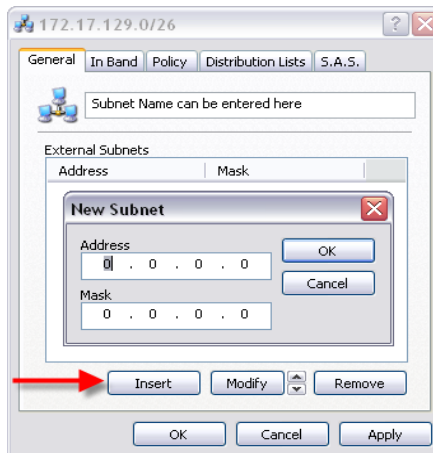 172.17.129.0/26
General In Band Policy Distribution Lists S.A.S.
Subnet Name can be entered here
External Subnets
Address Mask
New Subnet
Address
0 . 0 . 0 . 0 OK
Cancel
Mask
0 . 0 . 0 . 0
Insert Modify Remove
OK Cancel Apply